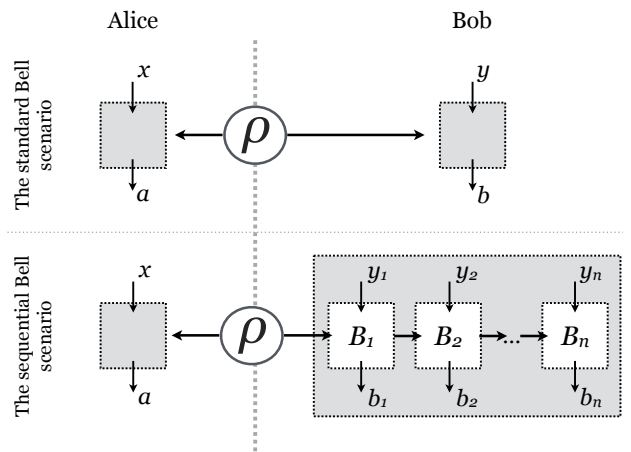 Alice
Bob
The standard Bell
scenario
x
y
ρ
a
b
The sequential Bell
scenario
x
y₁
y₂
yₙ
ρ
B₁
B₂
...
Bₙ
a
b₁
b₂
bₙ